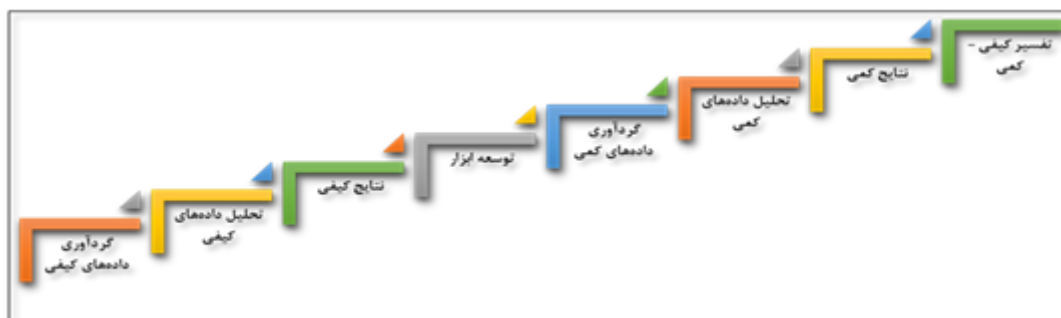 گردآوری
داده‌های کیفی
تحلیل داده‌های
کیفی
نتایج کیفی
توسعه ابزار
گردآوری
داده‌های کمی
تحلیل داده‌های
کمی
نتایج کمی
تفسیر کیفی –
کمی